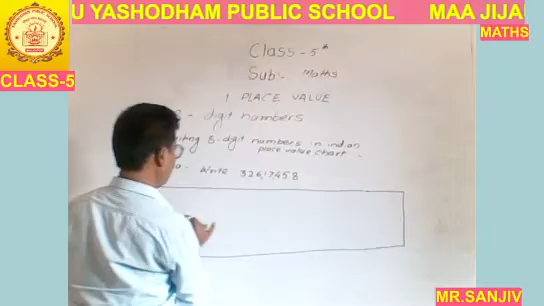 U YASHODHAM PUBLIC SCHOOL MAA JIJA
MATHS
CLASS-5
Class-5
Sub:- Maths
1 PLACE VALUE
digit numbers
8-digit numbers in indian
place value chart
Write 32617458
MR.SANJIV